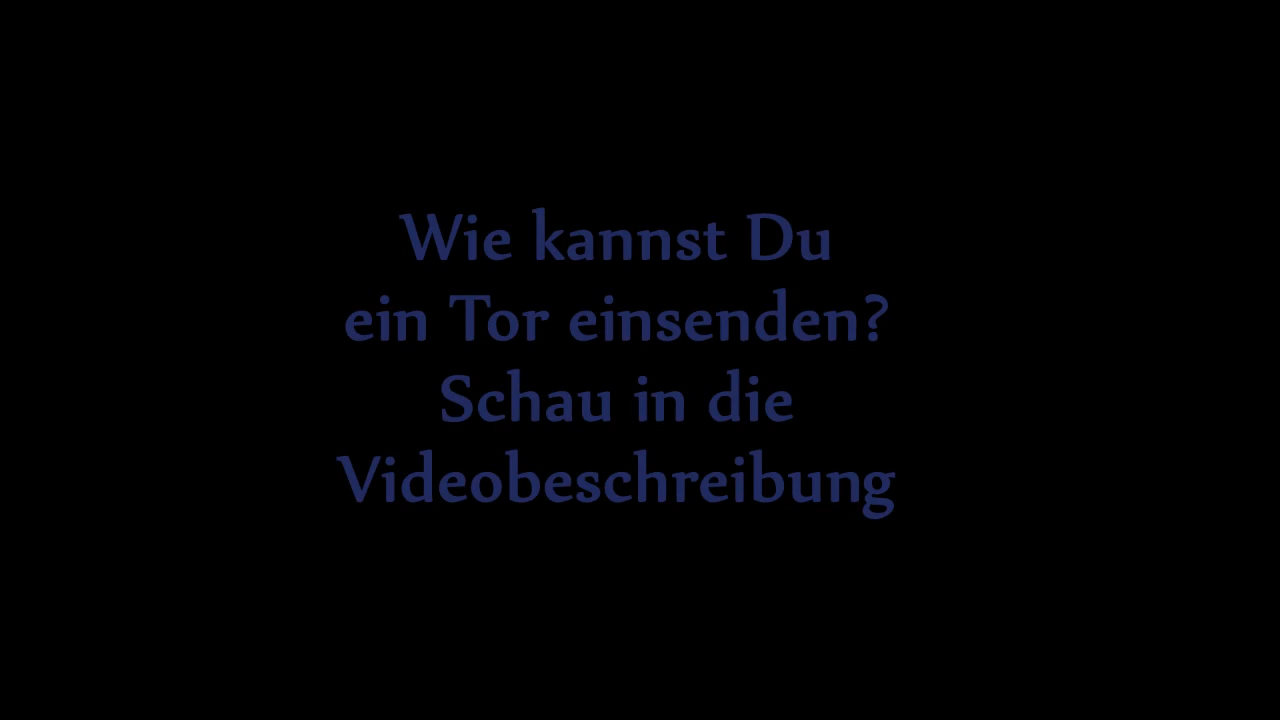 Wie kannst Du
ein Tor einsenden?
Schau in die
Videobeschreibung